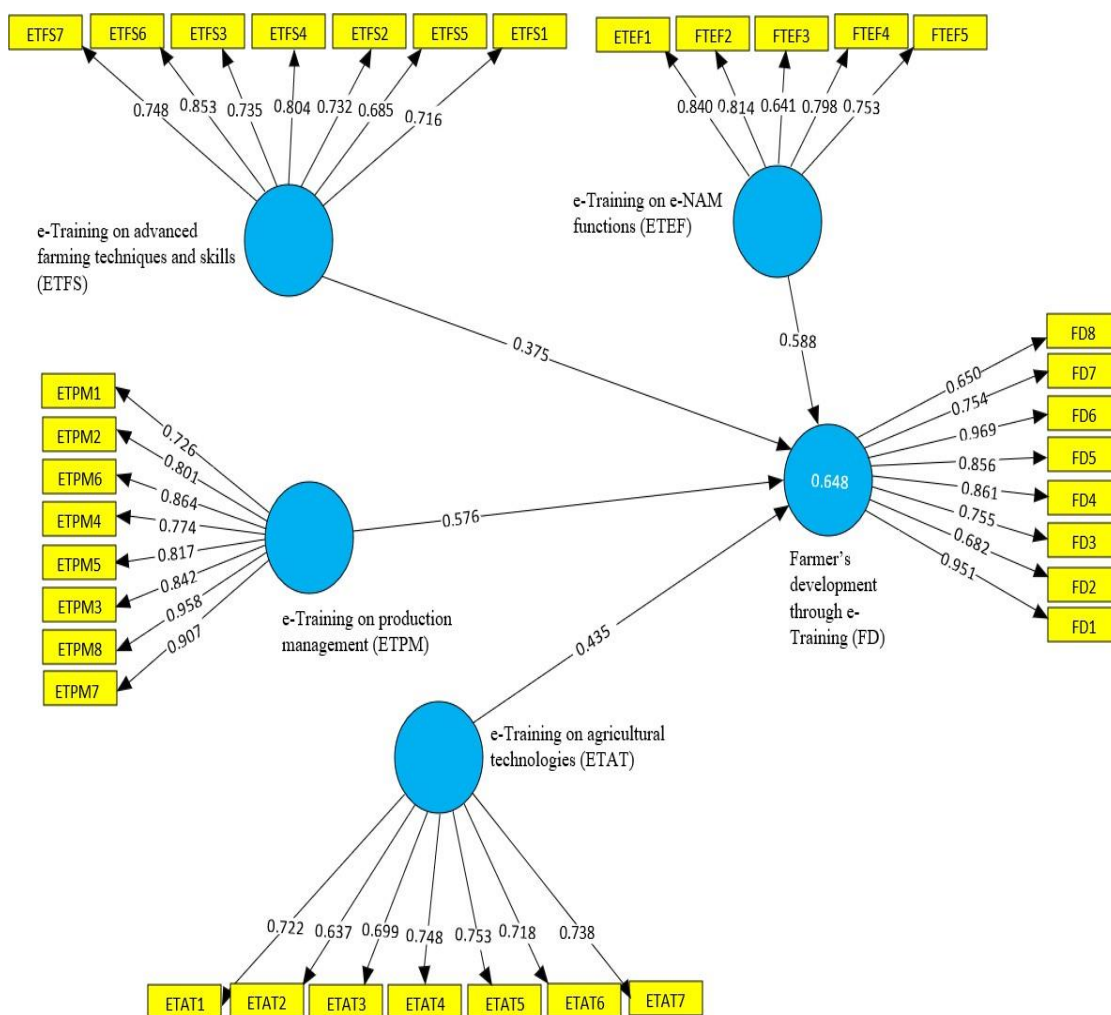 ETFS7 ETFS6 ETFS3 ETFS4 ETFS2 ETFS5 ETFS1
0.748 0.853 0.735 0.804 0.732 0.685 0.716
e-Training on advanced
farming techniques and skills
(ETFS)
ETEF1 FTEF2 FTEF3 FTEF4 FTEF5
0.840 0.814 0.641 0.798 0.753
e-Training on e-NAM
functions (ETEF)
0.375
0.588
ETPM1
ETPM2
ETPM6
ETPM4
ETPM5
ETPM3
ETPM8
ETPM7
0.726
0.801
0.864
0.774
0.817
0.842
0.958
0.907
e-Training on production
management (ETPM)
0.576
0.648
Farmer’s
development
through e-
Training (FD)
0.650
0.754
0.969
0.856
0.861
0.755
0.682
0.951
FD8
FD7
FD6
FD5
FD4
FD3
FD2
FD1
0.435
e-Training on agricultural
technologies (ETAT)
0.722 0.637 0.699 0.748 0.753 0.718 0.738
ETAT1 ETAT2 ETAT3 ETAT4 ETAT5 ETAT6 ETAT7